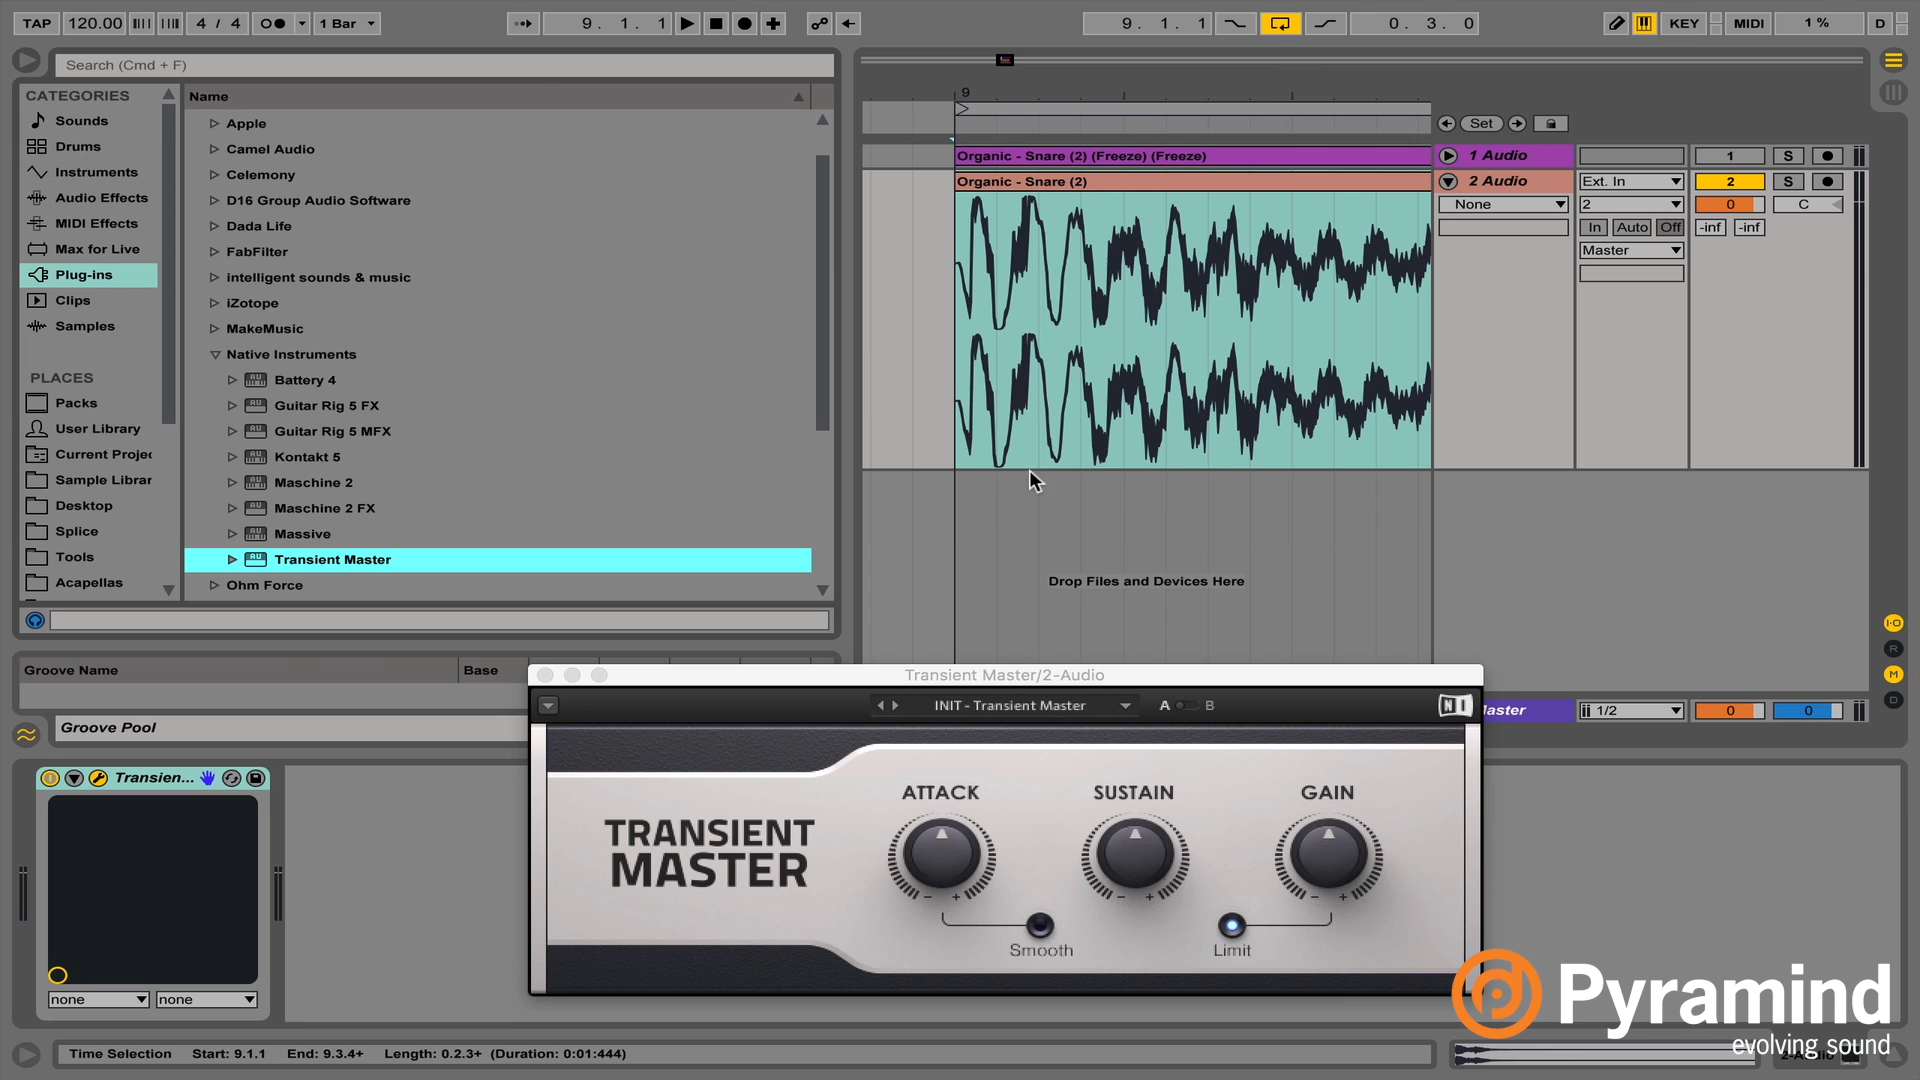 TAP
120.00
4 / 4
1 Bar
9. 1. 1
9. 1. 1
0. 3. 0
KEY
MIDI
1 %
D
Search (Cmd + F)
CATEGORIES
Sounds
Drums
Instruments
Audio Effects
MIDI Effects
Max for Live
Plug-ins
Clips
Samples
PLACES
Packs
User Library
Current Projec
Sample Librar
Desktop
Splice
Tools
Acapellas
Name
Apple
Camel Audio
Celemony
D16 Group Audio Software
Dada Life
FabFilter
intelligent sounds & music
iZotope
MakeMusic
Native Instruments
Battery 4
Guitar Rig 5 FX
Guitar Rig 5 MFX
Kontakt 5
Maschine 2
Maschine 2 FX
Massive
Transient Master
Ohm Force
9
Set
Organic - Snare (2) (Freeze) (Freeze)
1 Audio
1
S
Organic - Snare (2)
2 Audio
Ext. In
2
S
None
2
0
C
In
Auto
Off
-inf
-inf
Master
Drop Files and Devices Here
I·O
R
M
D
Groove Name
Base
Groove Pool
aster
1/2
0
0
Transient Master/2-Audio
INIT - Transient Master
A
B
TRANSIENT
MASTER
ATTACK
SUSTAIN
GAIN
- +
- +
- +
Smooth
Limit
Transien...
none
none
Pyramind
evolving sound
Time Selection
Start: 9.1.1
End: 9.3.4+
Length: 0.2.3+
(Duration: 0:01:444)